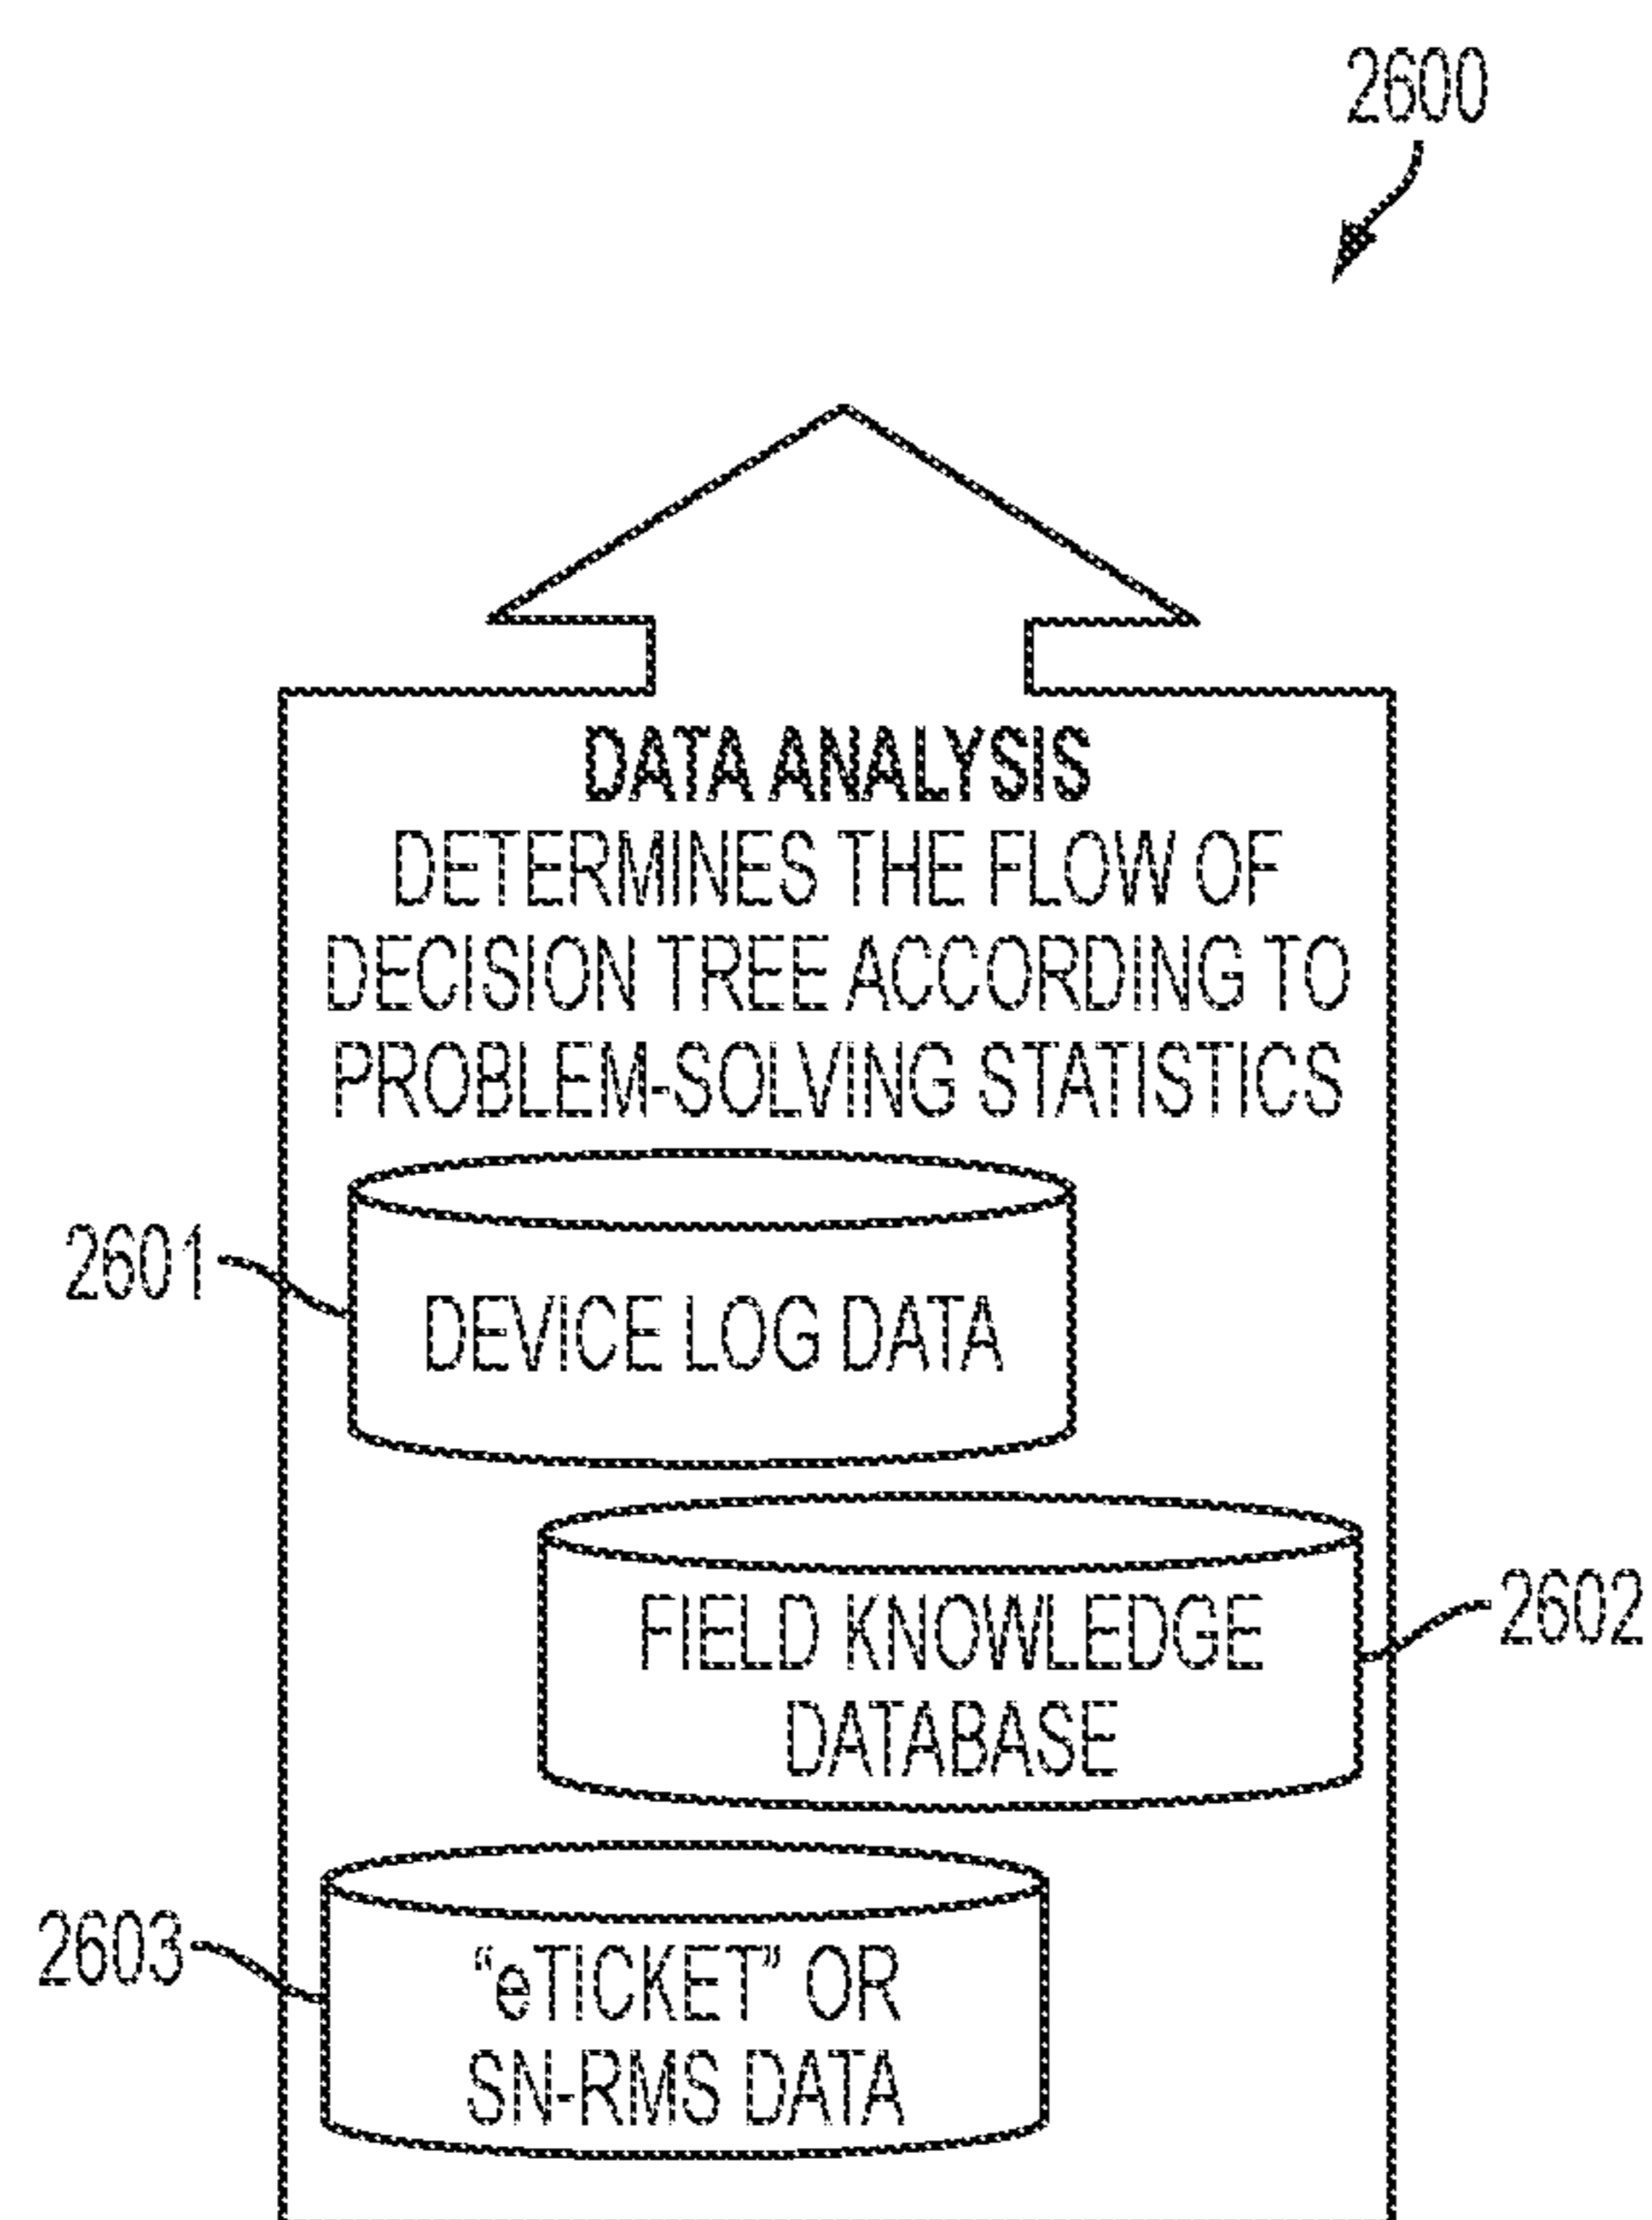 2600
DATA ANALYSIS
DETERMINES THE FLOW OF
DECISION TREE ACCORDING TO
PROBLEM-SOLVING STATISTICS
2601
DEVICE LOG DATA
FIELD KNOWLEDGE
DATABASE
2602
2603
“eTICKET” OR
SN-RMS DATA